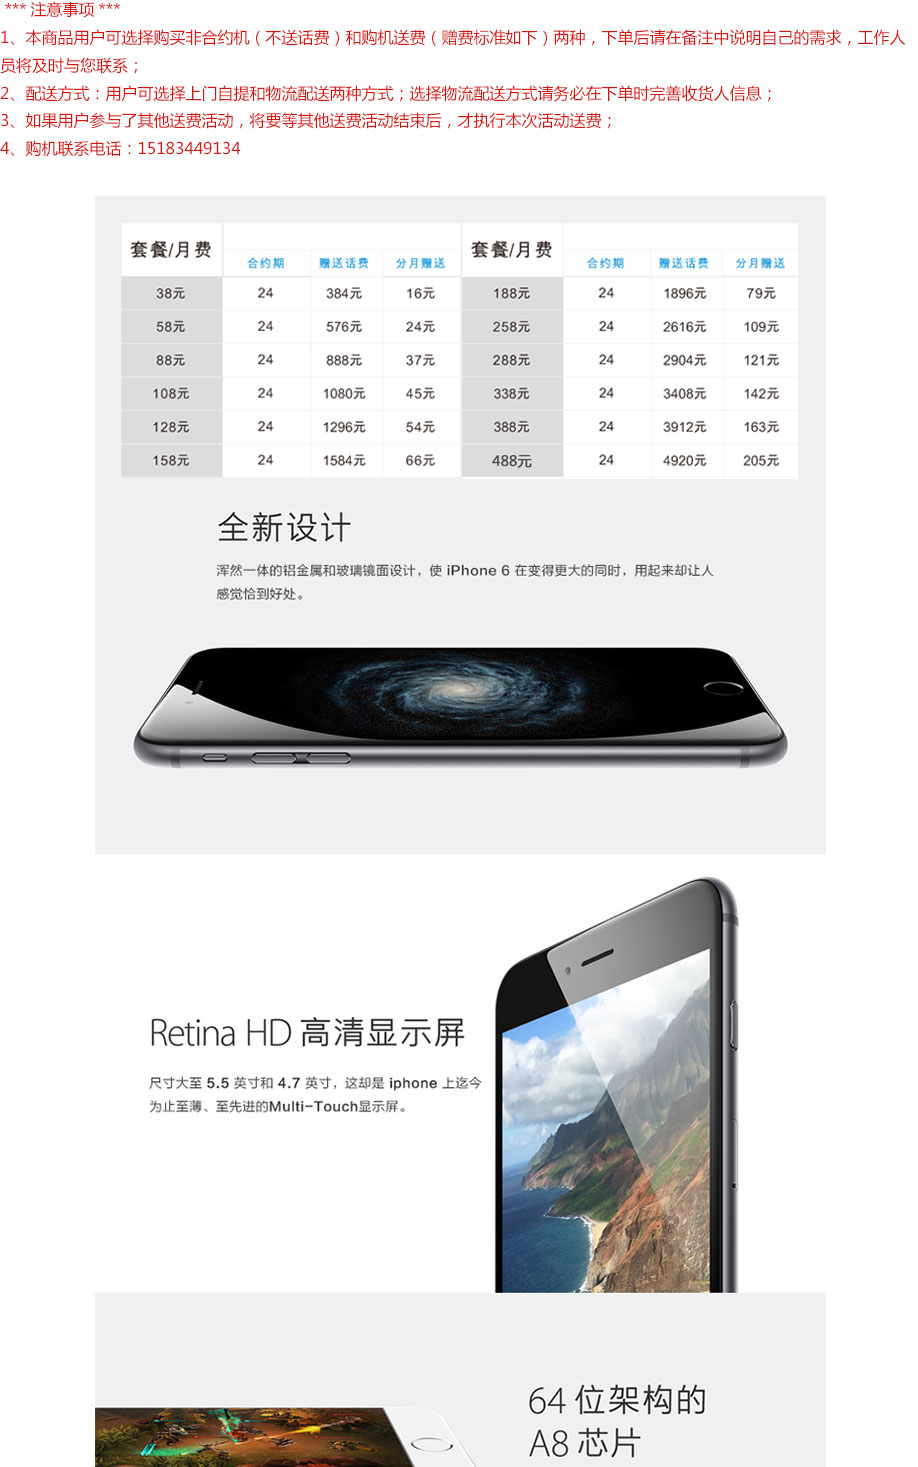 *** 注意事项 ***
1、本商品用户可选择购买非合约机（不送话费）和购机送费（赠费标准如下）两种，下单后请在备注中说明自己的需求，工作人
员将及时与您联系；
2、配送方式：用户可选择上门自提和物流配送两种方式；选择物流配送方式请务必在下单时完善收货人信息；
3、如果用户参与了其他送费活动，将要等其他送费活动结束后，才执行本次活动送费；
4、购机联系电话：15183449134
套餐/月费 套餐/月费
合约期 赠送话费 分月赠送 合约期 赠送话费 分月赠送
38元 24 384元 16元 188元 24 1896元 79元
58元 24 576元 24元 258元 24 2616元 109元
88元 24 888元 37元 288元 24 2904元 121元
108元 24 1080元 45元 338元 24 3408元 142元
128元 24 1296元 54元 388元 24 3912元 163元
158元 24 1584元 66元 488元 24 4920元 205元
全新设计
浑然一体的铝金属和玻璃镜面设计，使 iPhone 6 在变得更大的同时，用起来却让人
感觉恰到好处。
Retina HD 高清显示屏
尺寸大至 5.5 英寸和 4.7 英寸，这却是 iphone 上迄今
为止至薄、至先进的Multi-Touch显示屏。
64 位架构的
A8 芯片